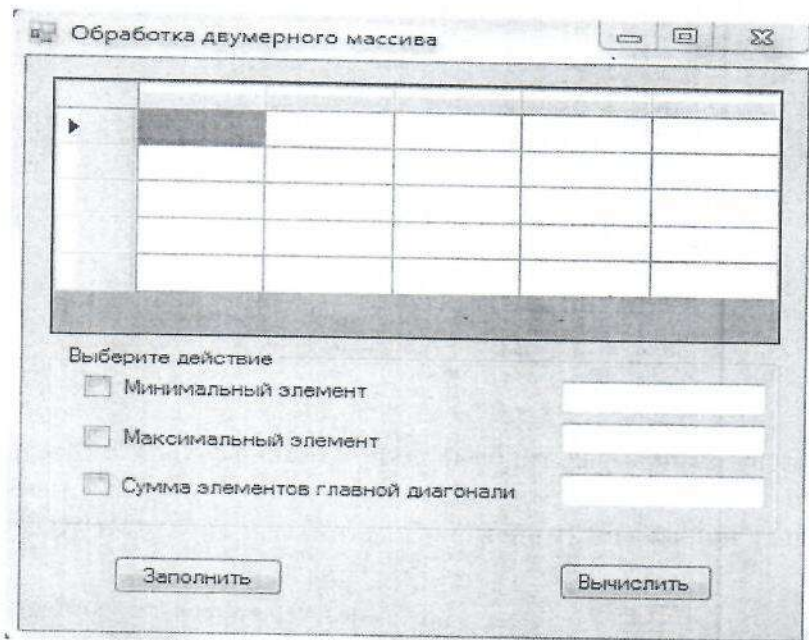 Обработка двумерного массива
Выберите действие
Минимальный элемент
Максимальный элемент
Сумма элементов главной диагонали
Заполнить
Вычислить